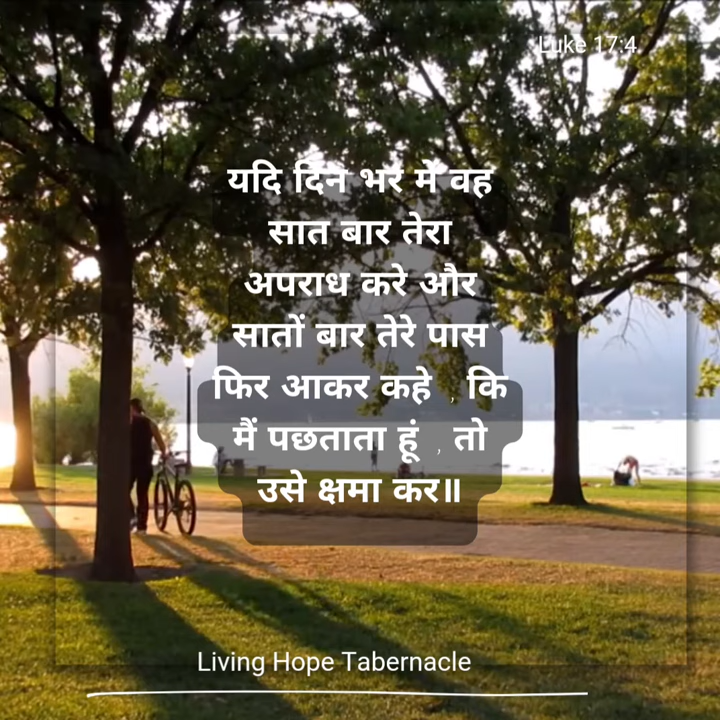 Luke 17:4
यदि दिन भर में वह
सात बार तेरा
अपराध करे और
सातों बार तेरे पास
फिर आकर कहे , कि
मैं पछताता हूं , तो
उसे क्षमा कर॥
Living Hope Tabernacle